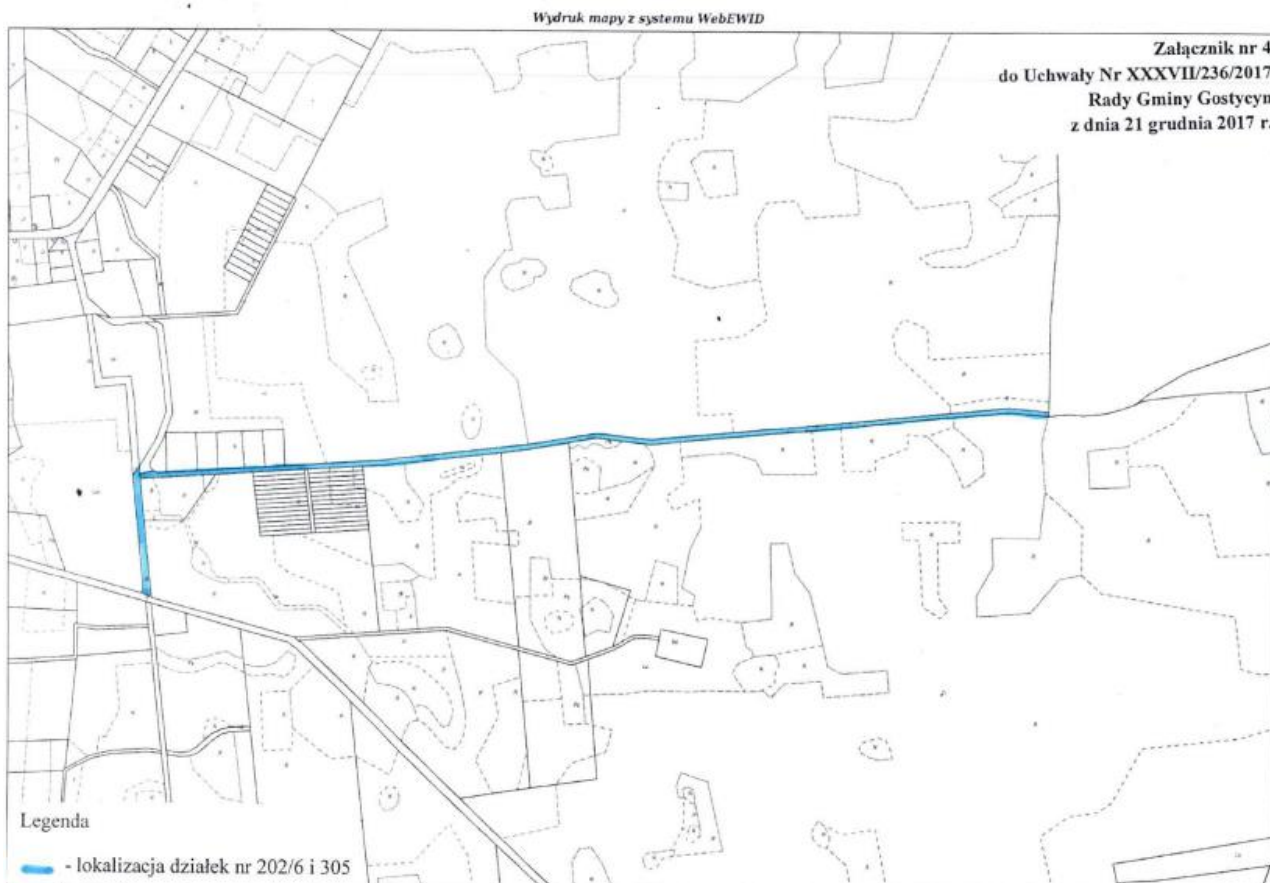 Wydruk mapy z systemu WebEWID
Załącznik nr 4
do Uchwały Nr XXXVII/236/2017
Rady Gminy Gostycyn
z dnia 21 grudnia 2017 r.
Legenda
- lokalizacja działek nr 202/6 i 305